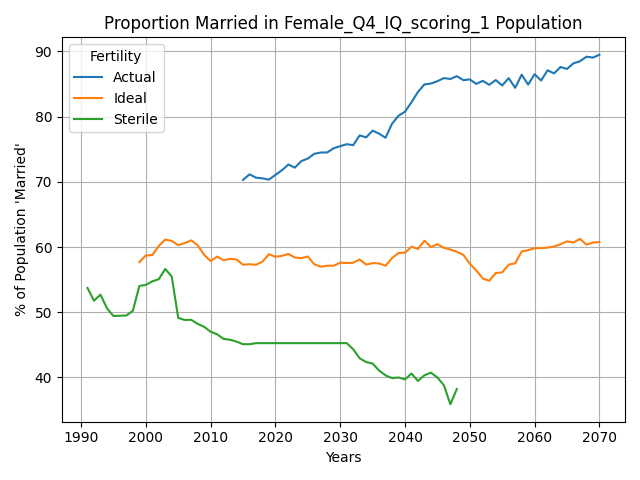 Proportion Married in Female_Q4_IQ_scoring_1 Population
Fertility
Actual
Ideal
Sterile
% of Population 'Married'
90
80
70
60
50
40
1990
2000
2010
2020
2030
2040
2050
2060
2070
Years